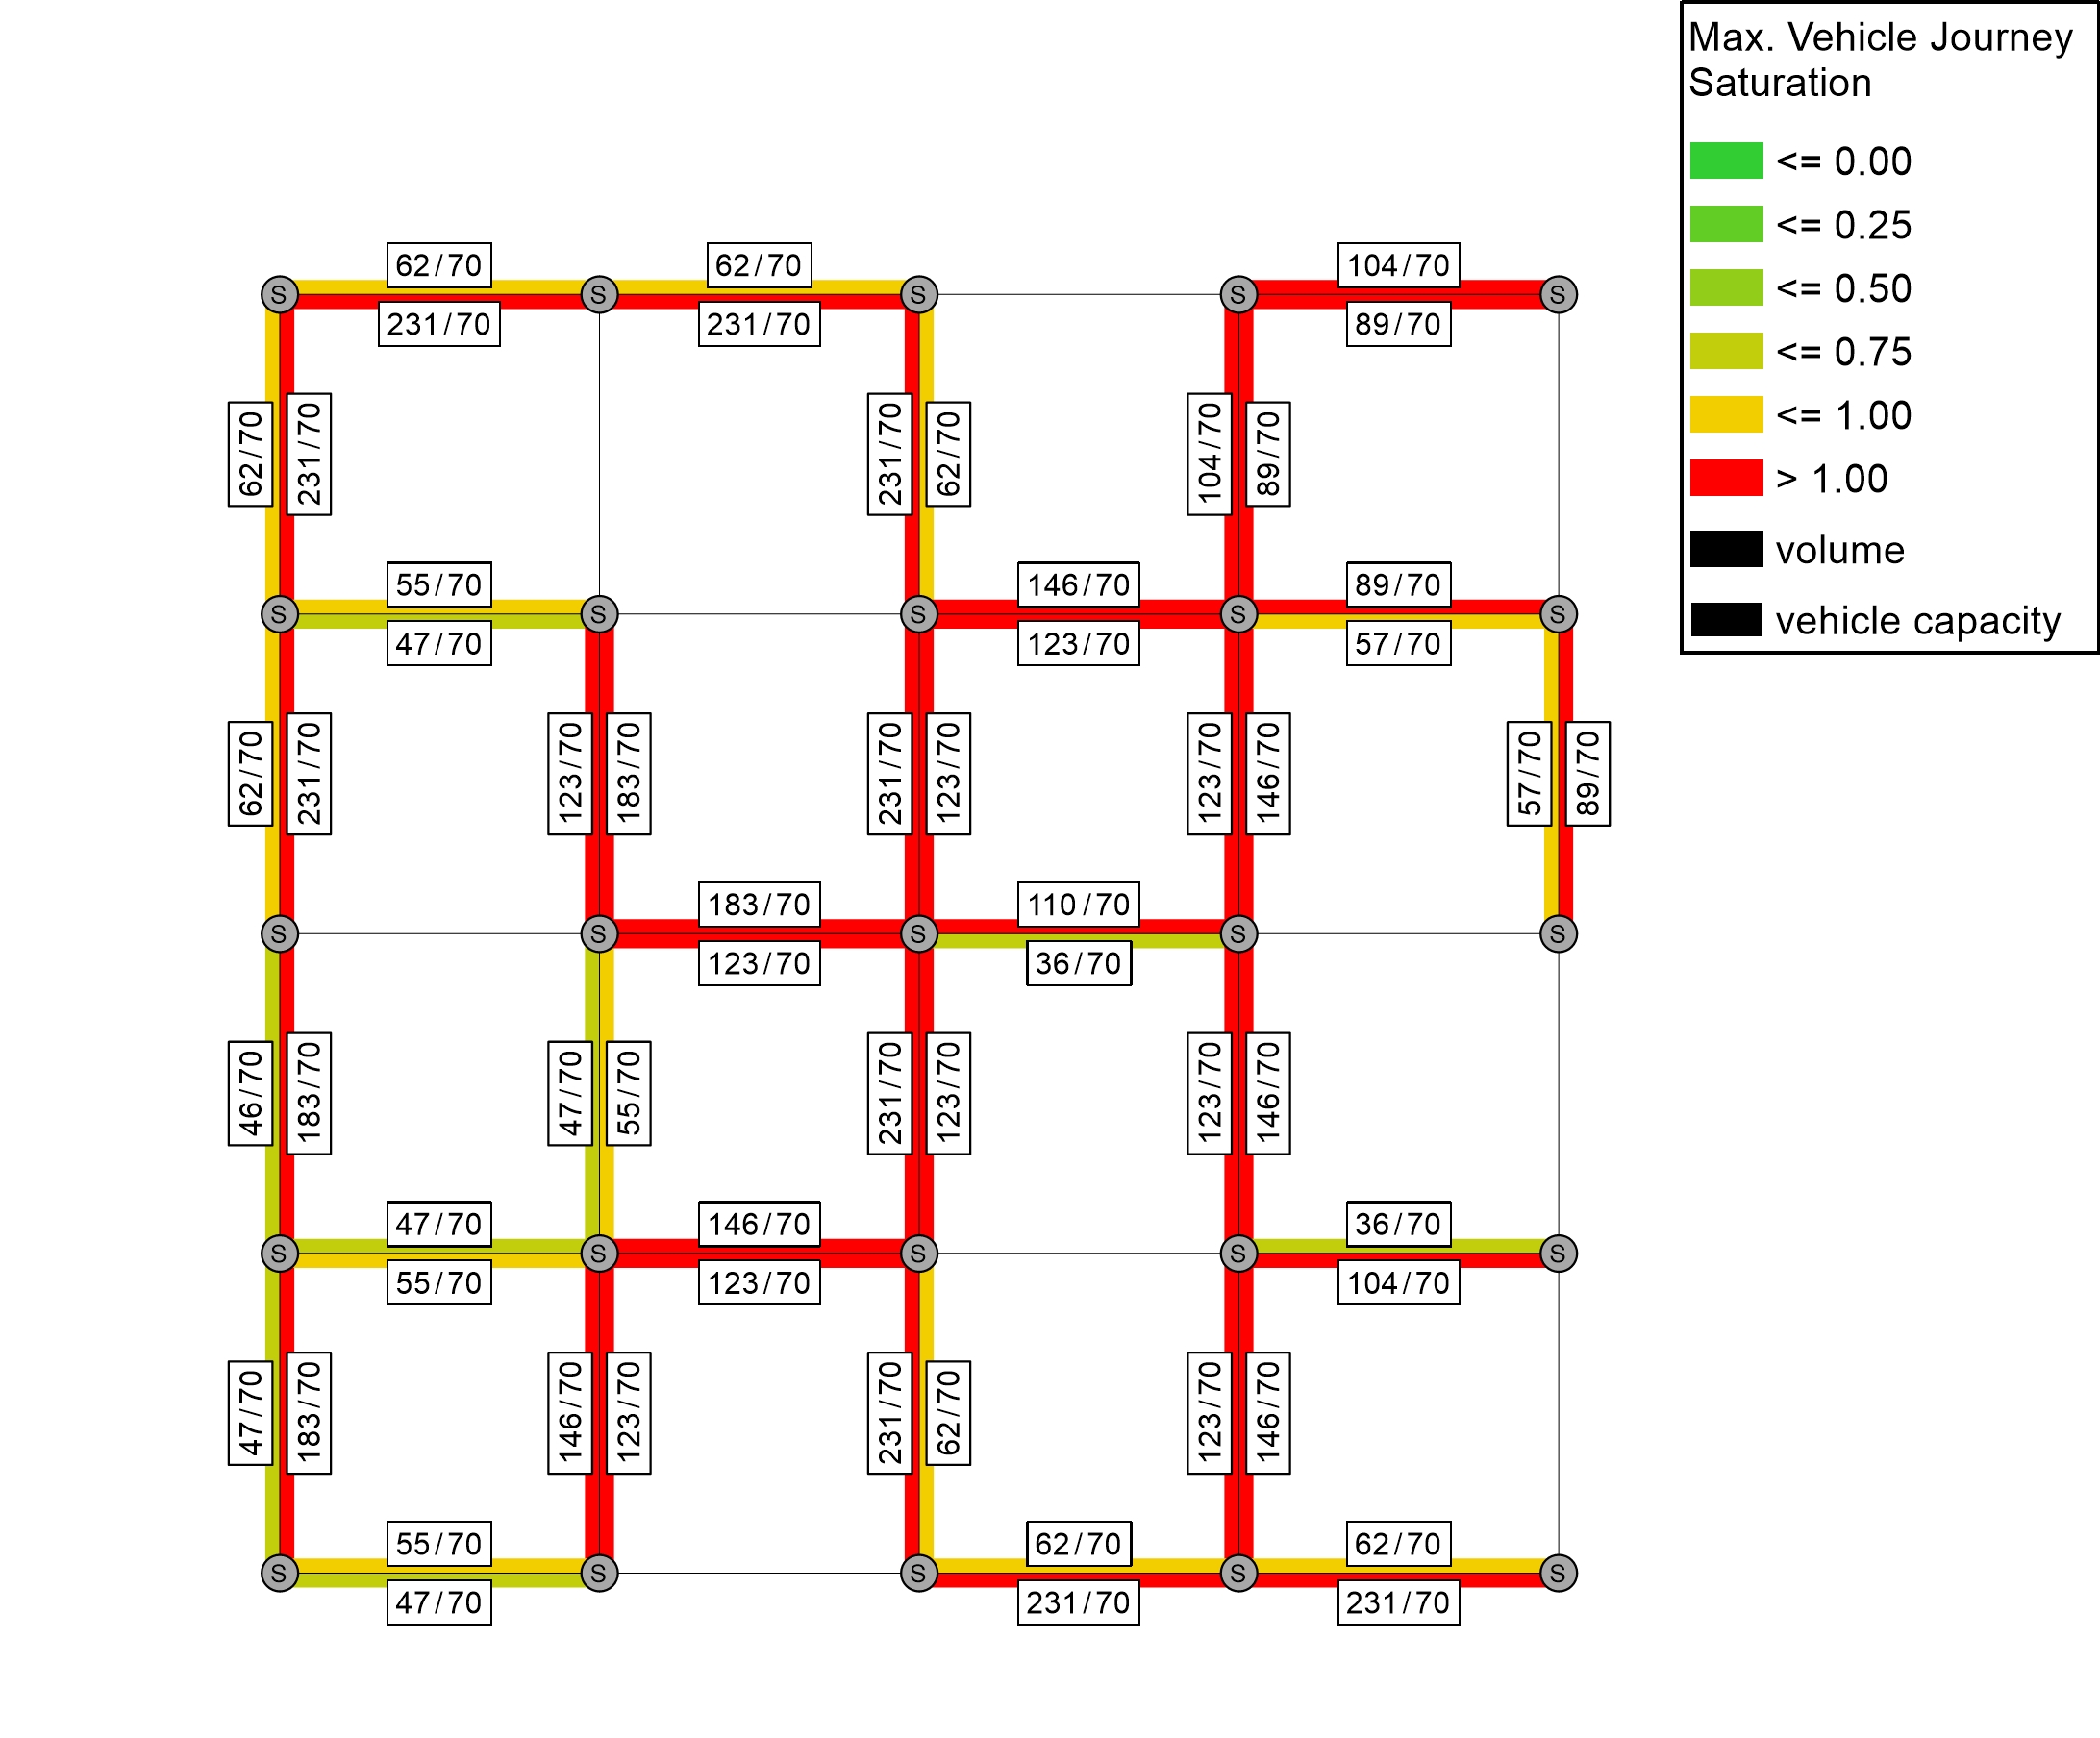 Max. Vehicle Journey
Saturation
<= 0.00
<= 0.25
<= 0.50
<= 0.75
<= 1.00
> 1.00
volume
vehicle capacity
62/70
62/70
104/70
S
S
S
S
S
231/70
231/70
89/70
62/70
231/70
231/70
62/70
104/70
89/70
55/70
146/70
89/70
S
S
S
S
S
47/70
123/70
57/70
62/70
231/70
123/70
183/70
231/70
123/70
123/70
146/70
57/70
89/70
183/70
110/70
S
S
S
S
S
123/70
36/70
46/70
183/70
47/70
55/70
231/70
123/70
123/70
146/70
47/70
146/70
36/70
S
S
S
S
S
55/70
123/70
104/70
47/70
183/70
146/70
123/70
231/70
62/70
123/70
146/70
55/70
62/70
62/70
S
S
S
S
S
47/70
231/70
231/70